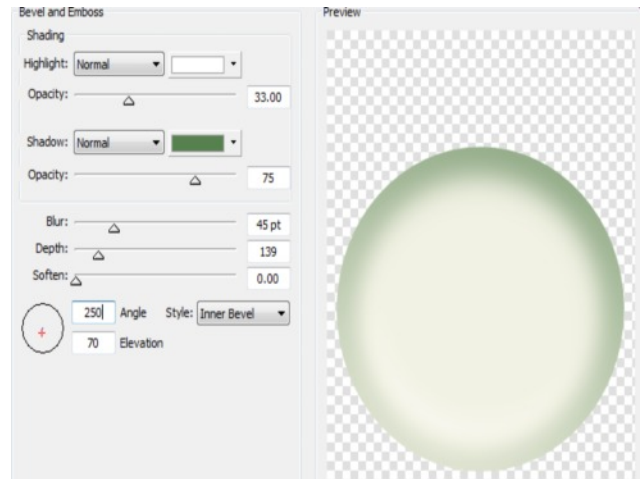 Bevel and Emboss
Preview
Shading
Highlight: Normal
Opacity: 33.00
Shadow: Normal
Opacity: 75
Blur: 45 pt
Depth: 139
Soften: 0.00
250 Angle Style: Inner Bevel
70 Elevation